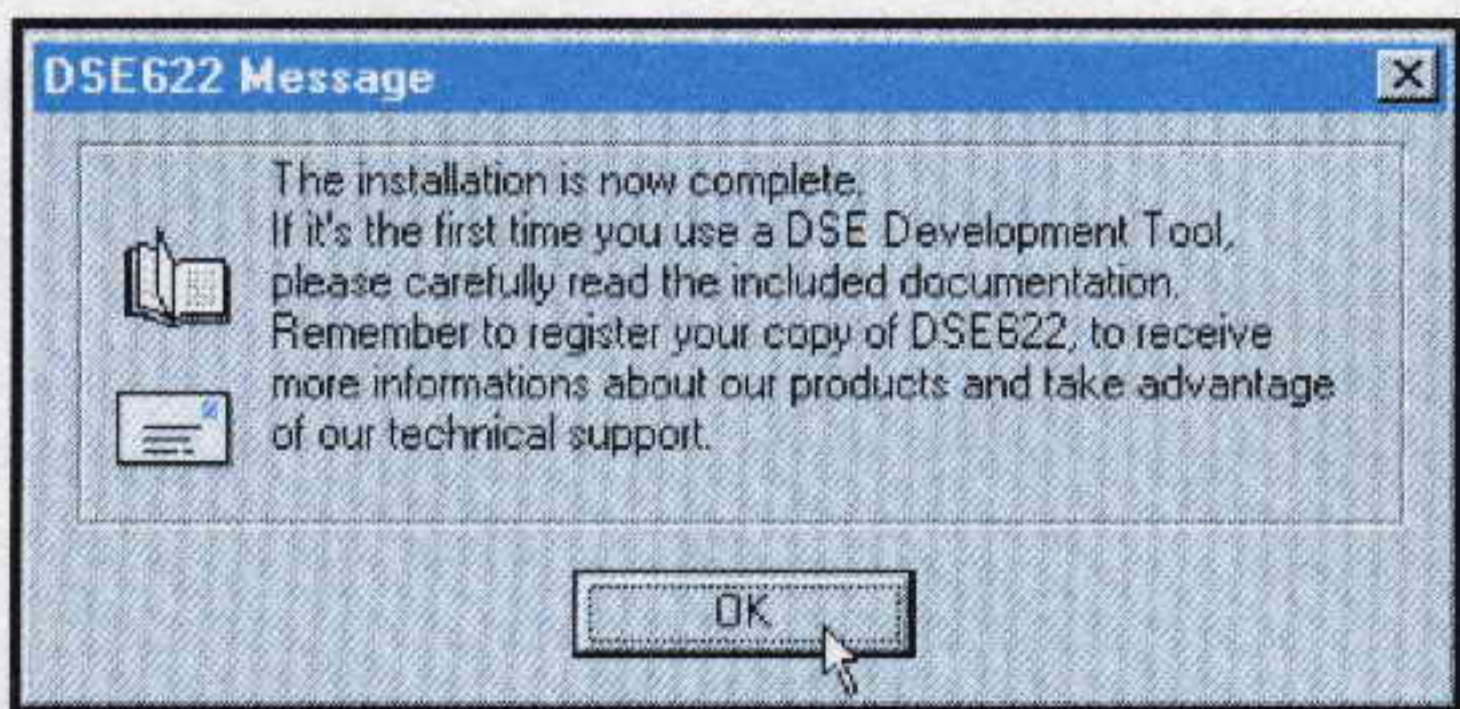 DSE622 Message
The installation is now complete.
If it's the first time you use a DSE Development Tool,
please carefully read the included documentation.
Remember to register your copy of DSE622, to receive
more informations about our products and take advantage
of our technical support.
OK